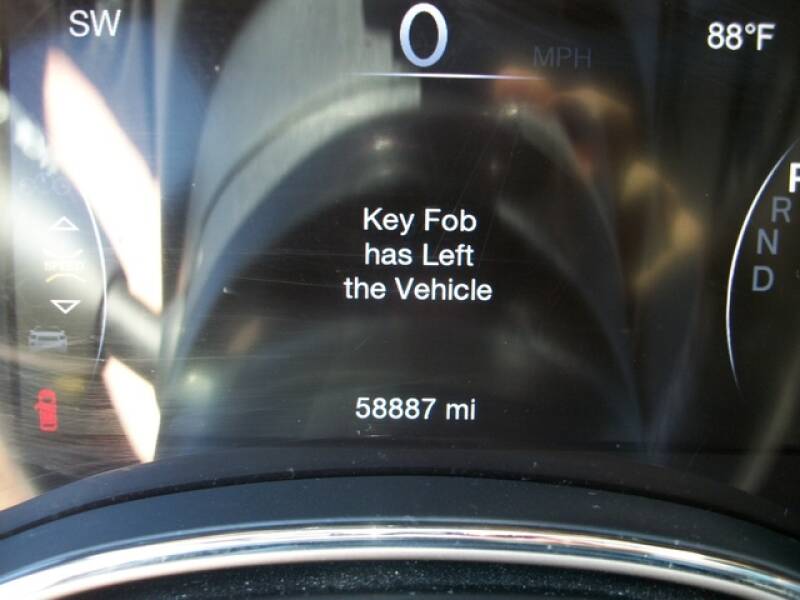 SW
0
MPH
88°F
P
R
N
D
Key Fob
has Left
the Vehicle
58887 mi